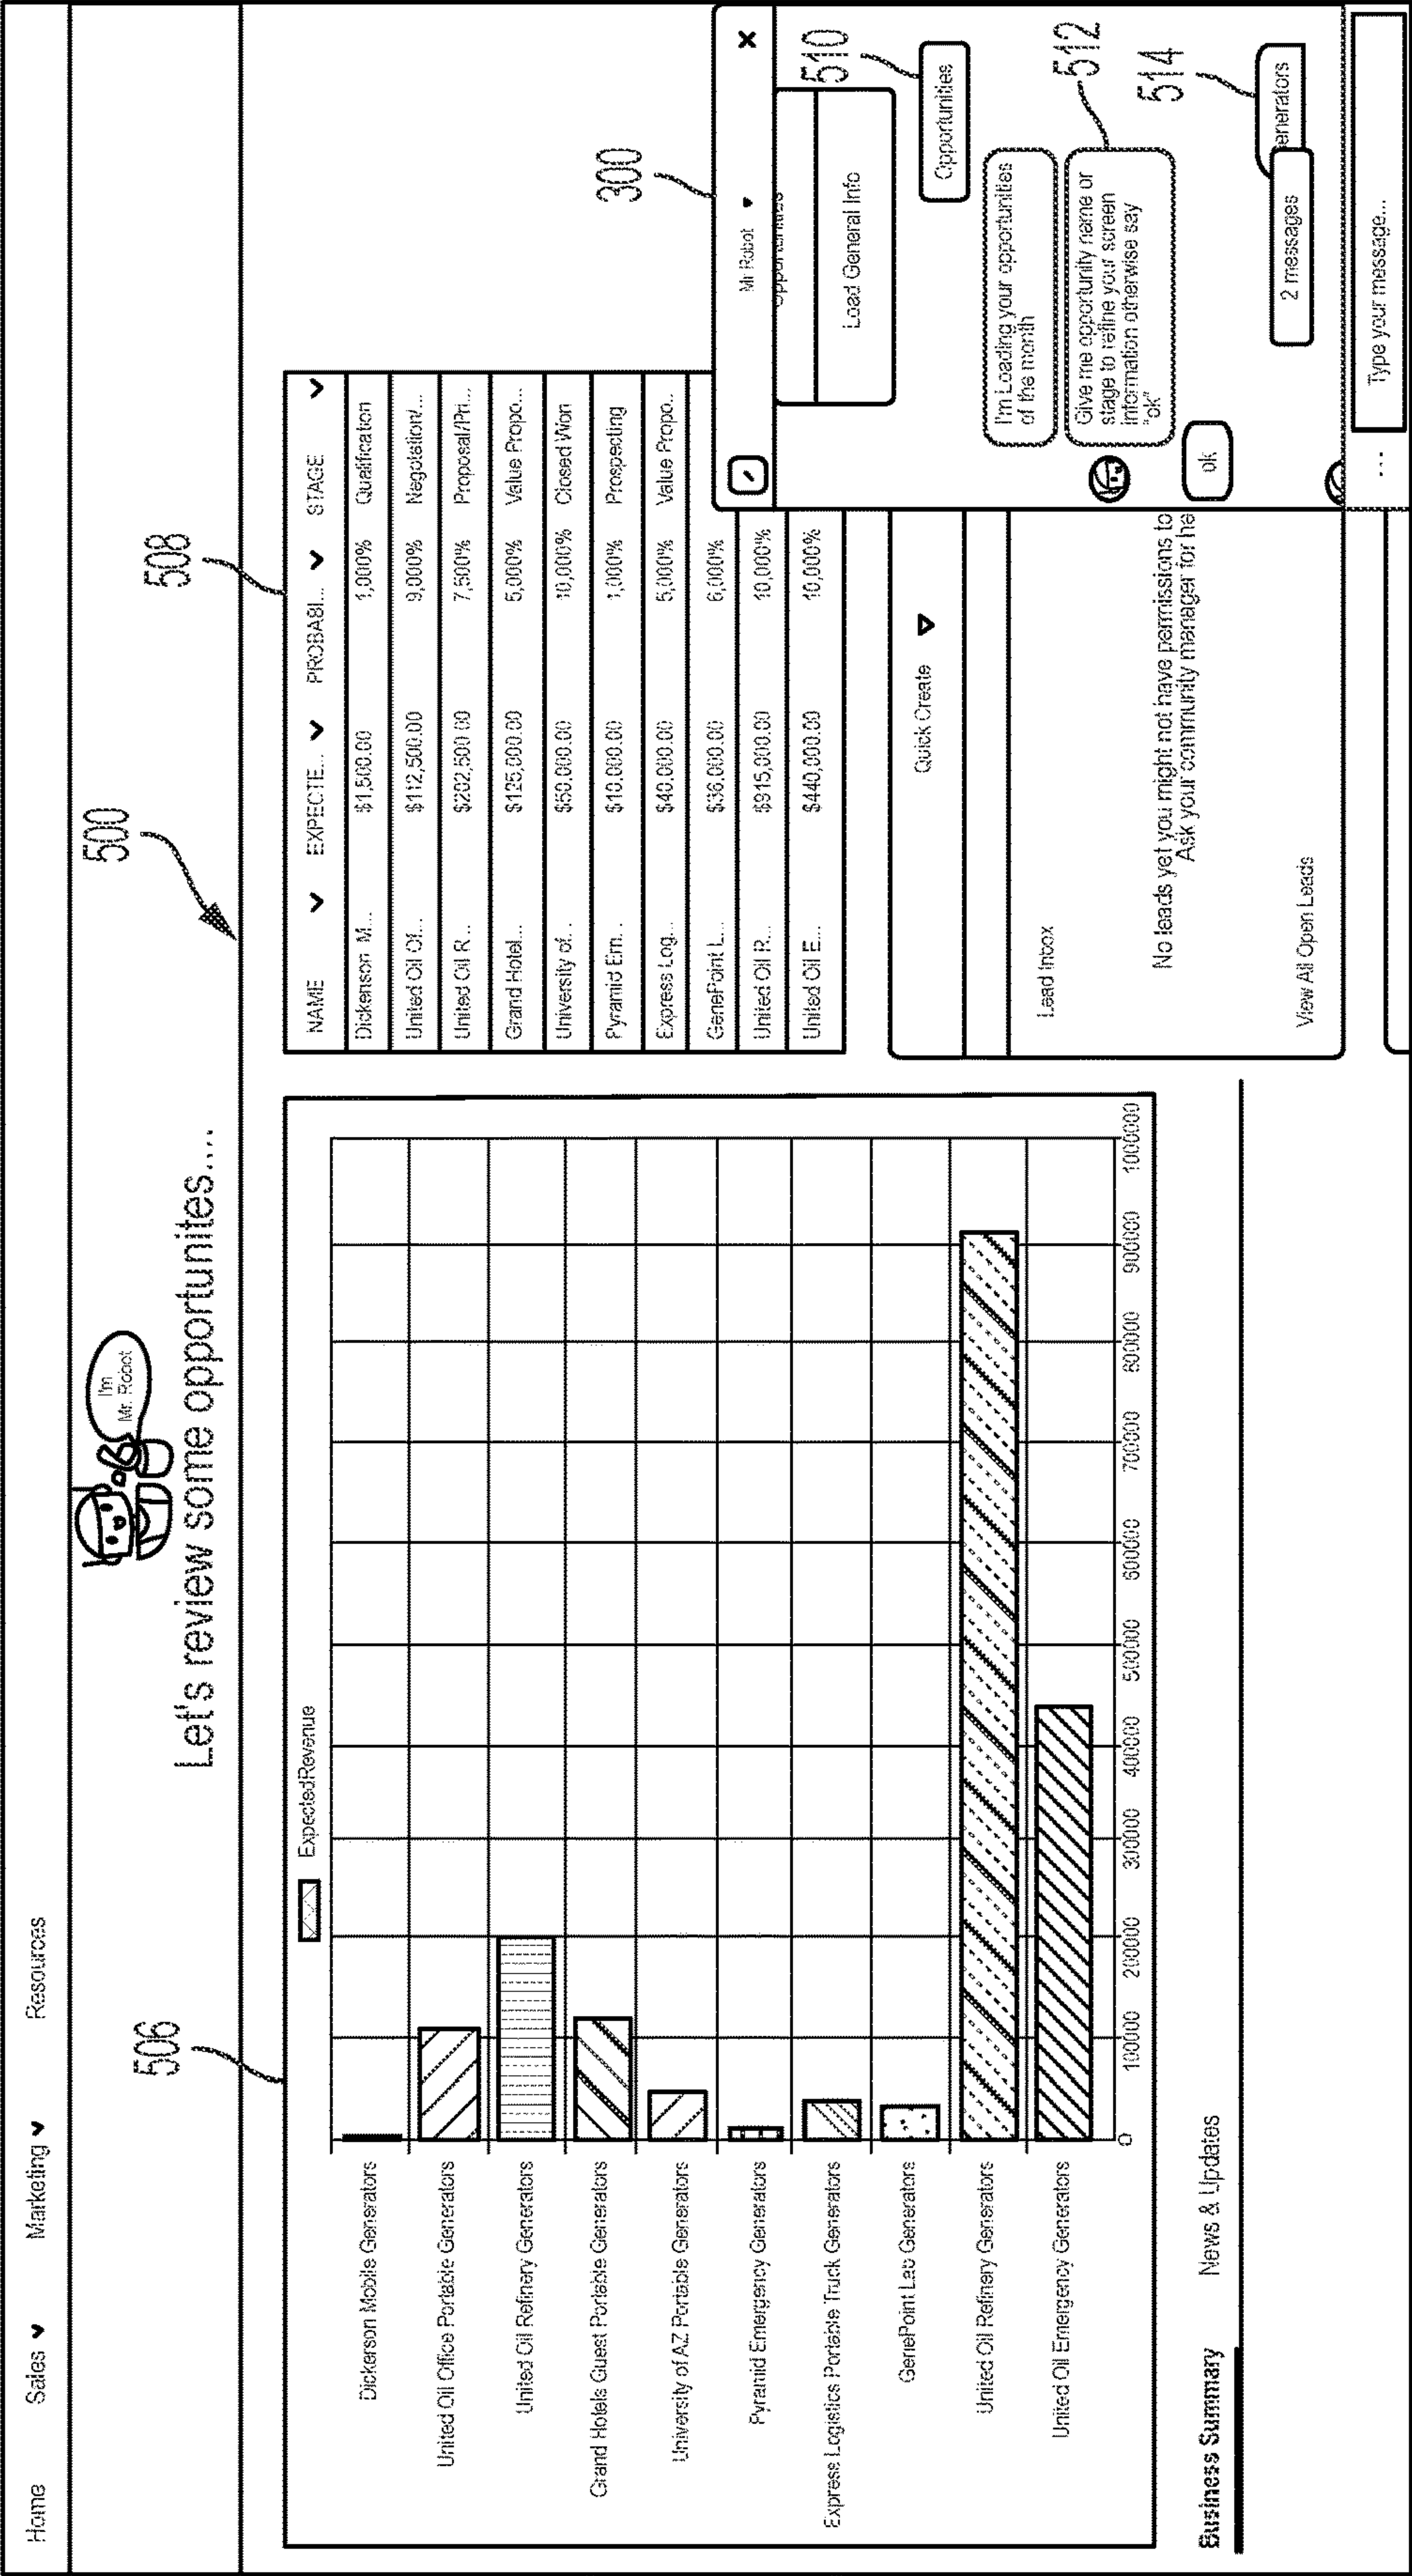 Home Sales Marketing Resources
500
I'm
Mr. Robot
Let's review some opportunites....
506
ExpectedRevenue
Dickerson Mobile Generators
United Oil Office Portable Generators
United Oil Refinery Generators
Grand Hotels Guest Portable Generators
University of AZ Portable Generators
Pyramid Emergency Generators
Express Logistics Portable Truck Generators
GenePoint Lab Generators
United Oil Refinery Generators
United Oil Emergency Generators
0 100000 200000 300000 400000 500000 600000 700000 800000 900000 1000000
508
NAME EXPECTE... PROBABI... STAGE
Dickenson M... $1,500.00 1,000% Qualification
United Oil Of... $112,500.00 9,000% Negotiation/...
United Oil R... $202,500.00 7,500% Proposal/Pri...
Grand Hotel... $125,000.00 5,000% Value Propo...
University of... $50,000.00 10,000% Closed Won
Pyramid Em... $10,000.00 1,000% Prospecting
Express Log... $40,000.00 5,000% Value Propo..
GenePoint L... $36,000.00 6,000%
United Oil R... $915,000.00 10,000%
United Oil E... $440,000.00 10,000%
Quick Create
Lead Inbox
No leads yet you might not have permissions to
Ask your community manager for he
View All Open Leads
300
Mr Robot
Opportunities
Load General Info
510
Opportunities
I'm Loading your opportunities
of the month
512
Give me opportunity name or
stage to refine your screen
information otherwise say
"ok"
ok
514
enerators
2 messages
... Type your message...
Business Summary News & Updates